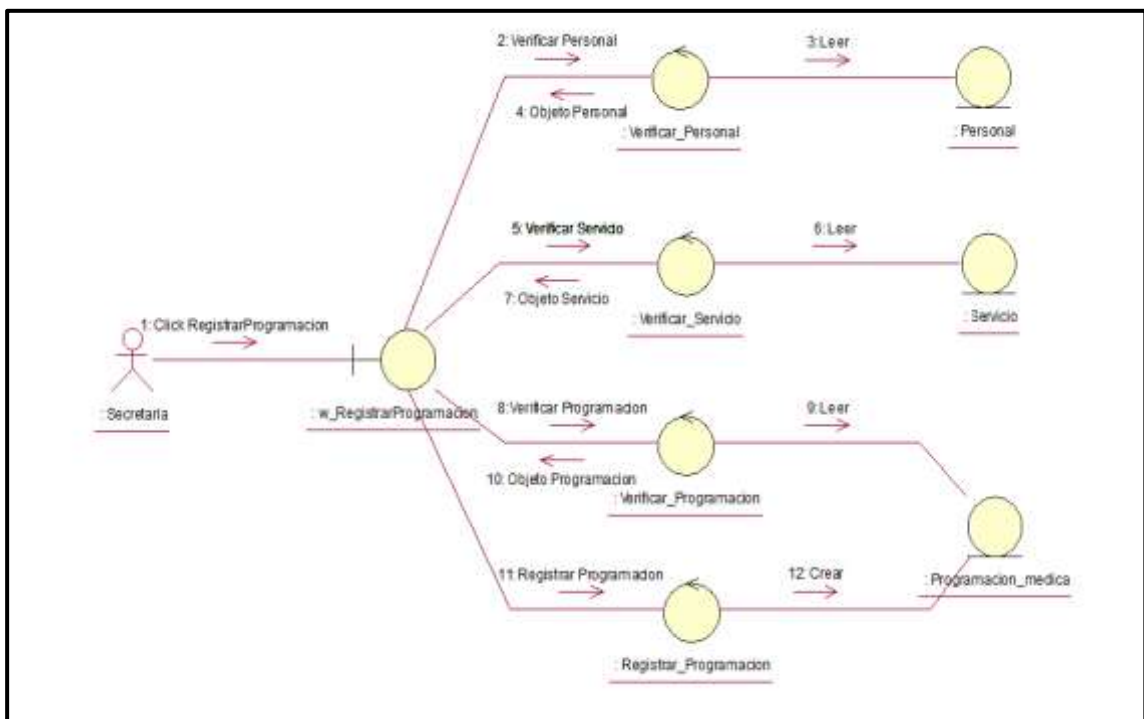 2: Verificar Personal
3: Leer
4: Objeto Personal
: Verificar_Personal
: Personal
5: Verificar Servicio
6: Leer
7: Objeto Servicio
: Verificar_Servicio
: Servicio
1: Click RegistrarProgramacion
: Secretaria
: w_RegistrarProgramacion
8: Verificar Programacion
9: Leer
10: Objeto Programacion
: Verificar_Programacion
11: Registrar Programacion
12: Crear
: Programacion_medica
: Registrar_Programacion